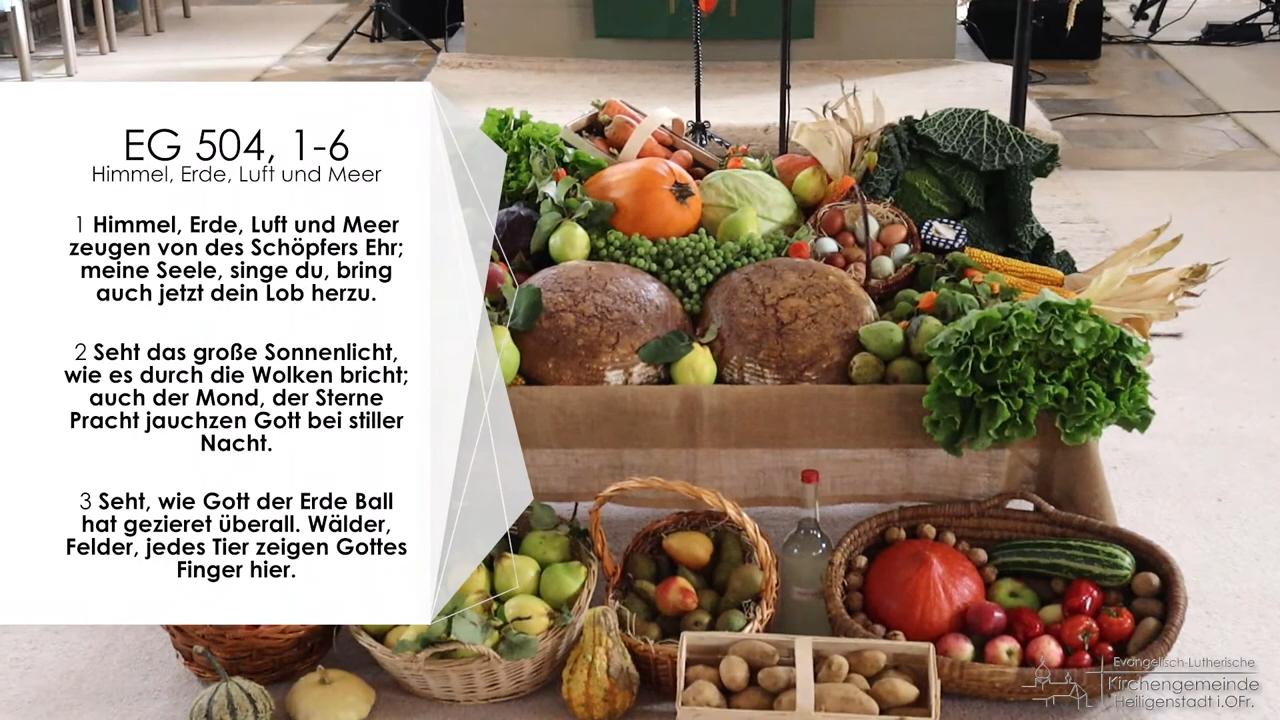 EG 504, 1-6
Himmel, Erde, Luft und Meer
1 Himmel, Erde, Luft und Meer
zeugen von des Schöpfers Ehr;
meine Seele, singe du, bring
auch jetzt dein Lob herzu.
2 Seht das große Sonnenlicht,
wie es durch die Wolken bricht;
auch der Mond, der Sterne
Pracht jauchzen Gott bei stiller
Nacht.
3 Seht, wie Gott der Erde Ball
hat gezieret überall. Wälder,
Felder, jedes Tier zeigen Gottes
Finger hier.
Evangelisch-Lutherische
Kirchengemeinde
Heiligenstadt i.OFr.